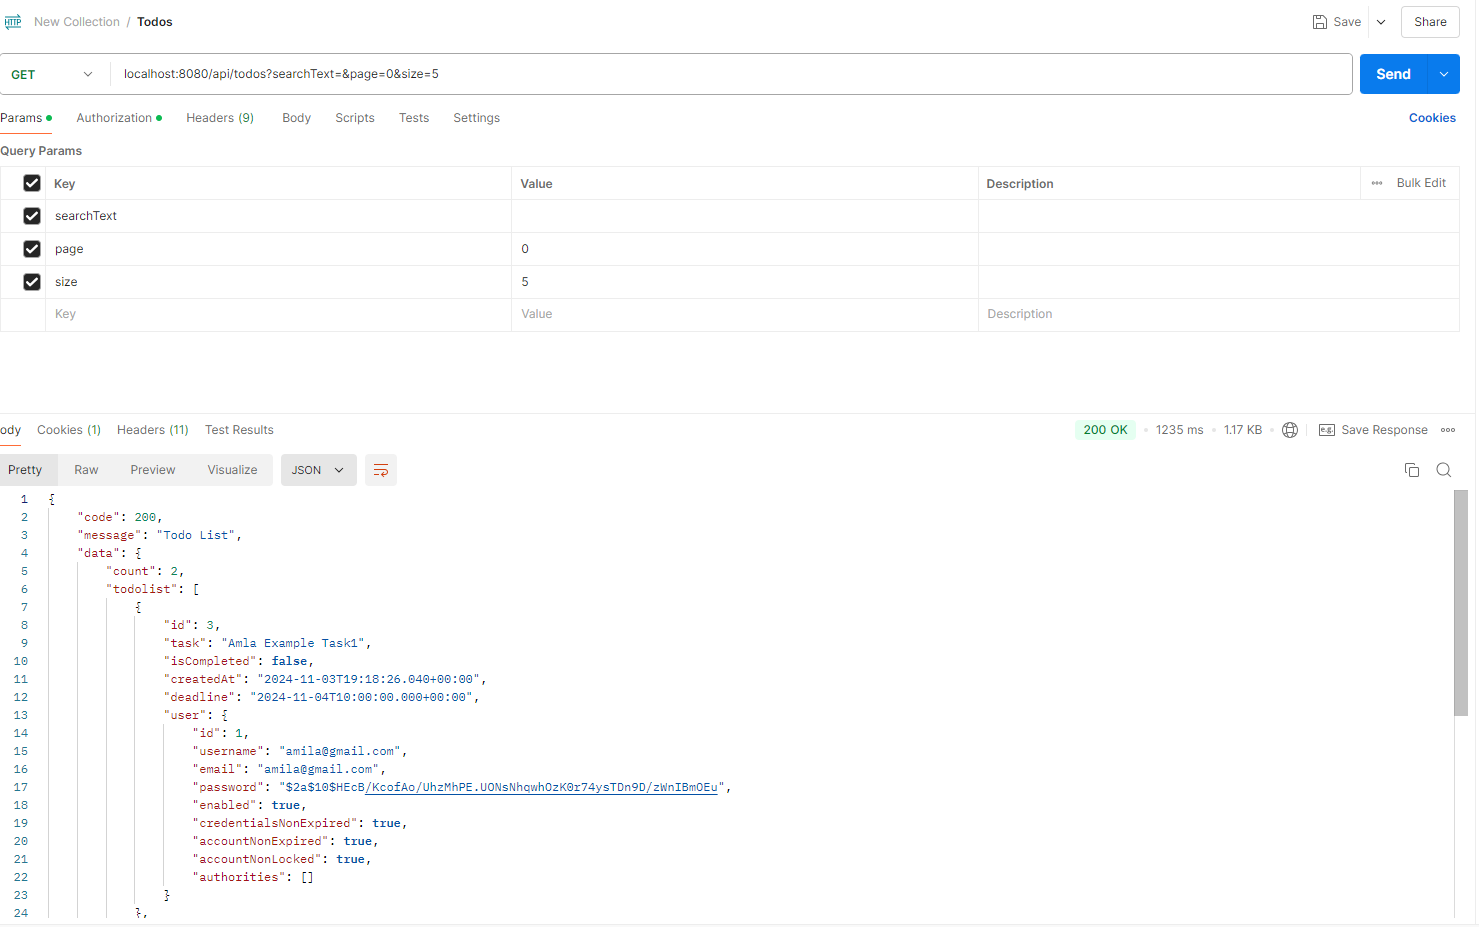 HTTP New Collection / Todos Save Share
GET localhost:8080/api/todos?searchText=&page=0&size=5 Send
Params Authorization Headers (9) Body Scripts Tests Settings Cookies
Query Params
Key Value Description Bulk Edit
searchText
page 0
size 5
Key Value Description
ody Cookies (1) Headers (11) Test Results 200 OK 1235 ms 1.17 KB e.g. Save Response
Pretty Raw Preview Visualize JSON
1 {
2 "code": 200,
3 "message": "Todo List",
4 "data": {
5 "count": 2,
6 "todolist": [
7 {
8 "id": 3,
9 "task": "Amla Example Task1",
10 "isCompleted": false,
11 "createdAt": "2024-11-03T19:18:26.040+00:00",
12 "deadline": "2024-11-04T10:00:00.000+00:00",
13 "user": {
14 "id": 1,
15 "username": "amila@gmail.com",
16 "email": "amila@gmail.com",
17 "password": "$2a$10$HEcB/KcofAo/UhzMhPE.UONsNhqwhOzK0r74ysTDn9D/zWnIBmOEu",
18 "enabled": true,
19 "credentialsNonExpired": true,
20 "accountNonExpired": true,
21 "accountNonLocked": true,
22 "authorities": []
23 }
24 },